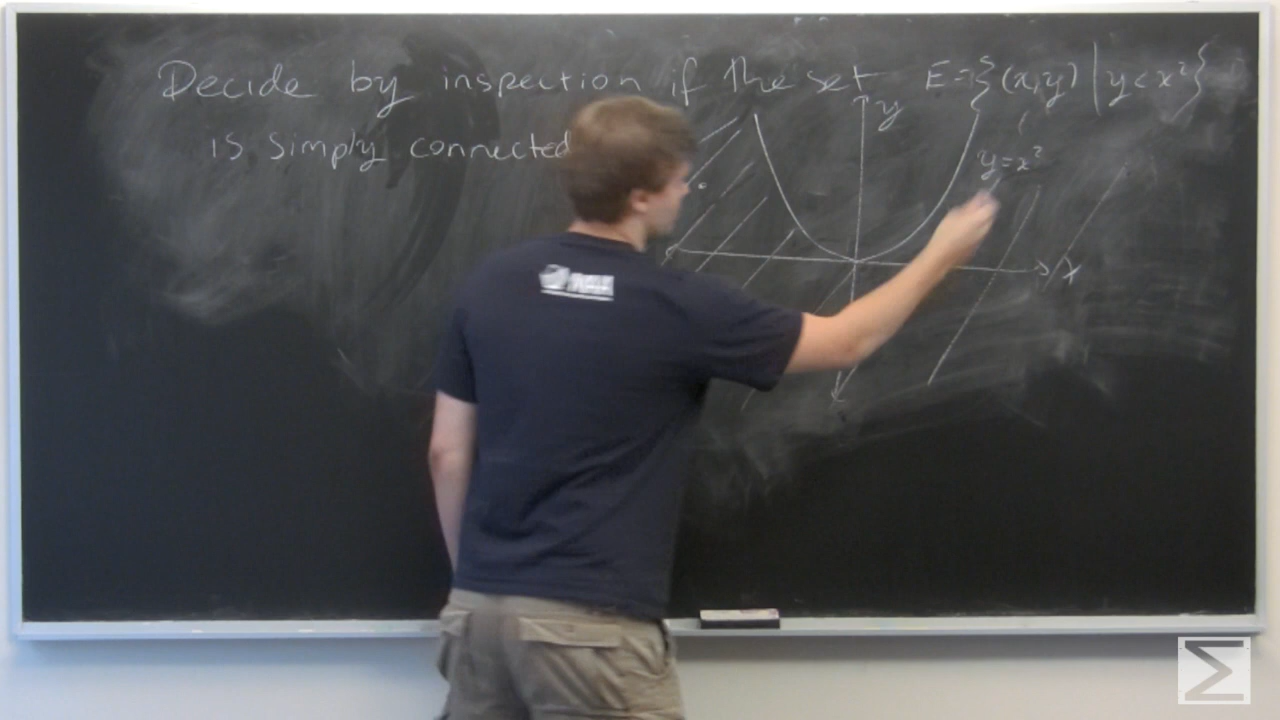 Decide by inspection if the set E={(x,y) | y<x²}
is simply connected
y
y=x²
x